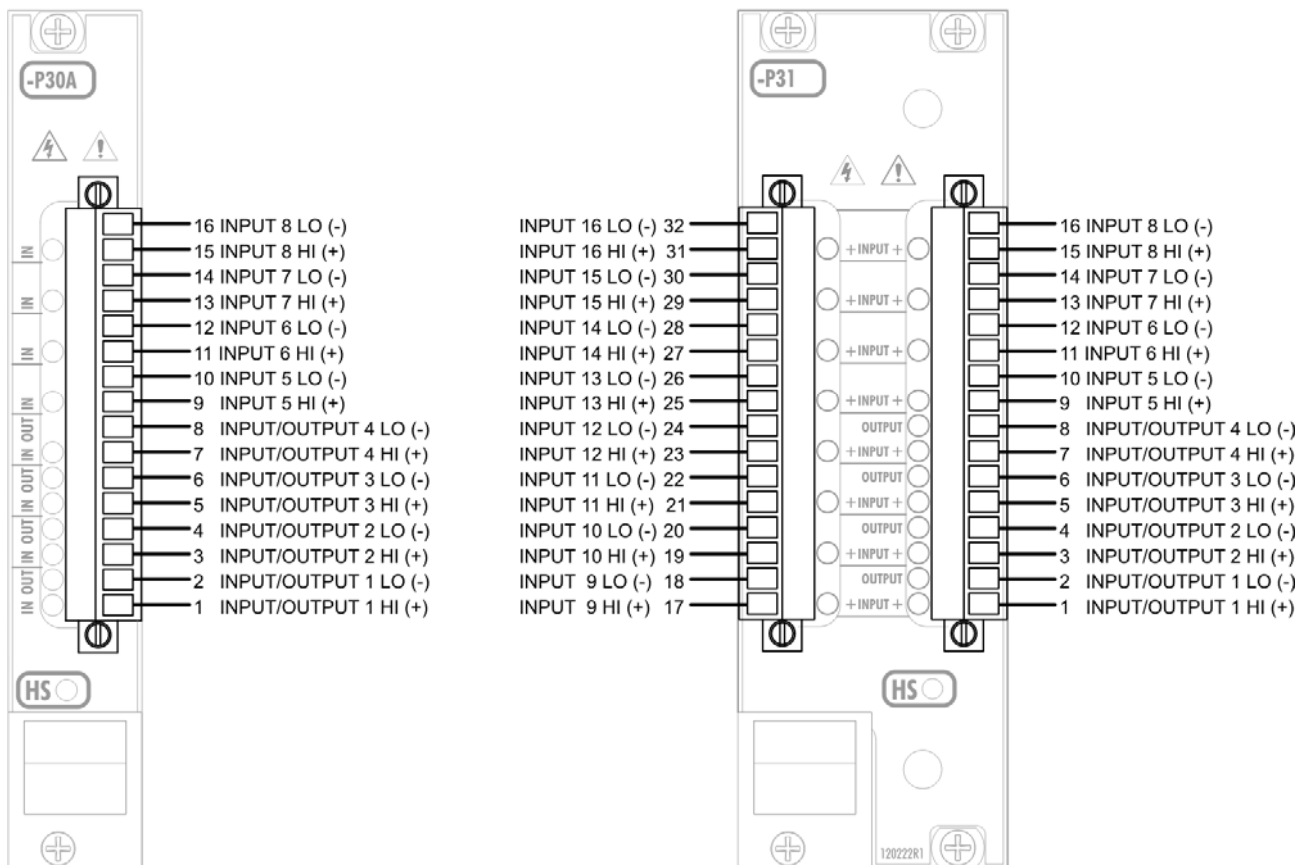 -P30A
16 INPUT 8 LO (-)
15 INPUT 8 HI (+)
14 INPUT 7 LO (-)
13 INPUT 7 HI (+)
12 INPUT 6 LO (-)
11 INPUT 6 HI (+)
10 INPUT 5 LO (-)
9 INPUT 5 HI (+)
8 INPUT/OUTPUT 4 LO (-)
7 INPUT/OUTPUT 4 HI (+)
6 INPUT/OUTPUT 3 LO (-)
5 INPUT/OUTPUT 3 HI (+)
4 INPUT/OUTPUT 2 LO (-)
3 INPUT/OUTPUT 2 HI (+)
2 INPUT/OUTPUT 1 LO (-)
1 INPUT/OUTPUT 1 HI (+)
IN
IN
IN
IN
IN OUT
IN OUT
IN OUT
IN OUT
HS
-P31
INPUT 16 LO (-) 32
INPUT 16 HI (+) 31
INPUT 15 LO (-) 30
INPUT 15 HI (+) 29
INPUT 14 LO (-) 28
INPUT 14 HI (+) 27
INPUT 13 LO (-) 26
INPUT 13 HI (+) 25
INPUT 12 LO (-) 24
INPUT 12 HI (+) 23
INPUT 11 LO (-) 22
INPUT 11 HI (+) 21
INPUT 10 LO (-) 20
INPUT 10 HI (+) 19
INPUT 9 LO (-) 18
INPUT 9 HI (+) 17
+ INPUT +
+ INPUT +
+ INPUT +
+ INPUT +
OUTPUT
+ INPUT +
OUTPUT
+ INPUT +
OUTPUT
+ INPUT +
OUTPUT
+ INPUT +
16 INPUT 8 LO (-)
15 INPUT 8 HI (+)
14 INPUT 7 LO (-)
13 INPUT 7 HI (+)
12 INPUT 6 LO (-)
11 INPUT 6 HI (+)
10 INPUT 5 LO (-)
9 INPUT 5 HI (+)
8 INPUT/OUTPUT 4 LO (-)
7 INPUT/OUTPUT 4 HI (+)
6 INPUT/OUTPUT 3 LO (-)
5 INPUT/OUTPUT 3 HI (+)
4 INPUT/OUTPUT 2 LO (-)
3 INPUT/OUTPUT 2 HI (+)
2 INPUT/OUTPUT 1 LO (-)
1 INPUT/OUTPUT 1 HI (+)
HS
120222R1